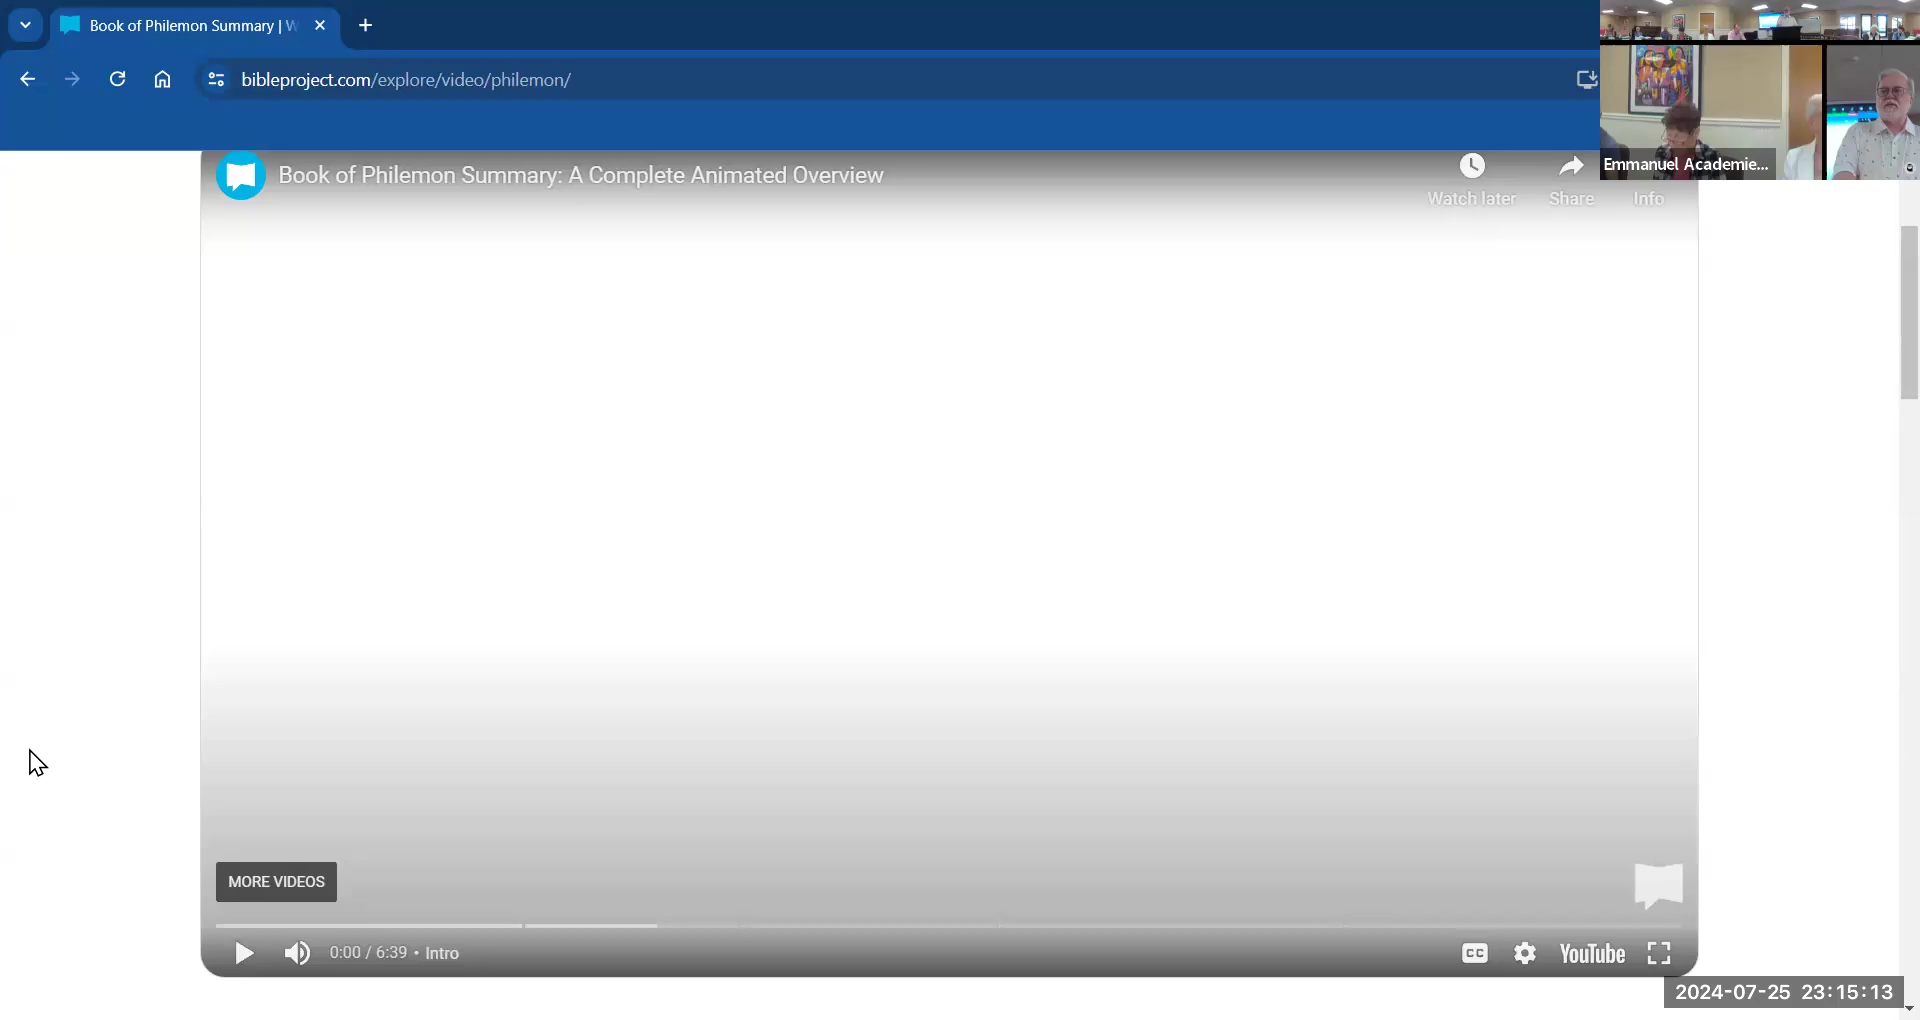 Book of Philemon Summary | W
bibleproject.com/explore/video/philemon/
Emmanuel Academie...
Book of Philemon Summary: A Complete Animated Overview
Watch later
Share
Info
MORE VIDEOS
0:00 / 6:39 • Intro
CC
YouTube
2024-07-25 23:15:13